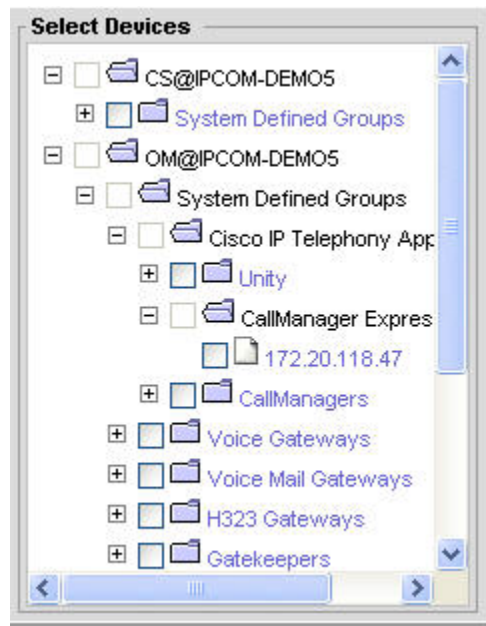 Select Devices
CS@IPCOM-DEMO5
System Defined Groups
OM@IPCOM-DEMO5
System Defined Groups
Cisco IP Telephony App
Unity
CallManager Expres
172.20.118.47
CallManagers
Voice Gateways
Voice Mail Gateways
H323 Gateways
Gatekeepers